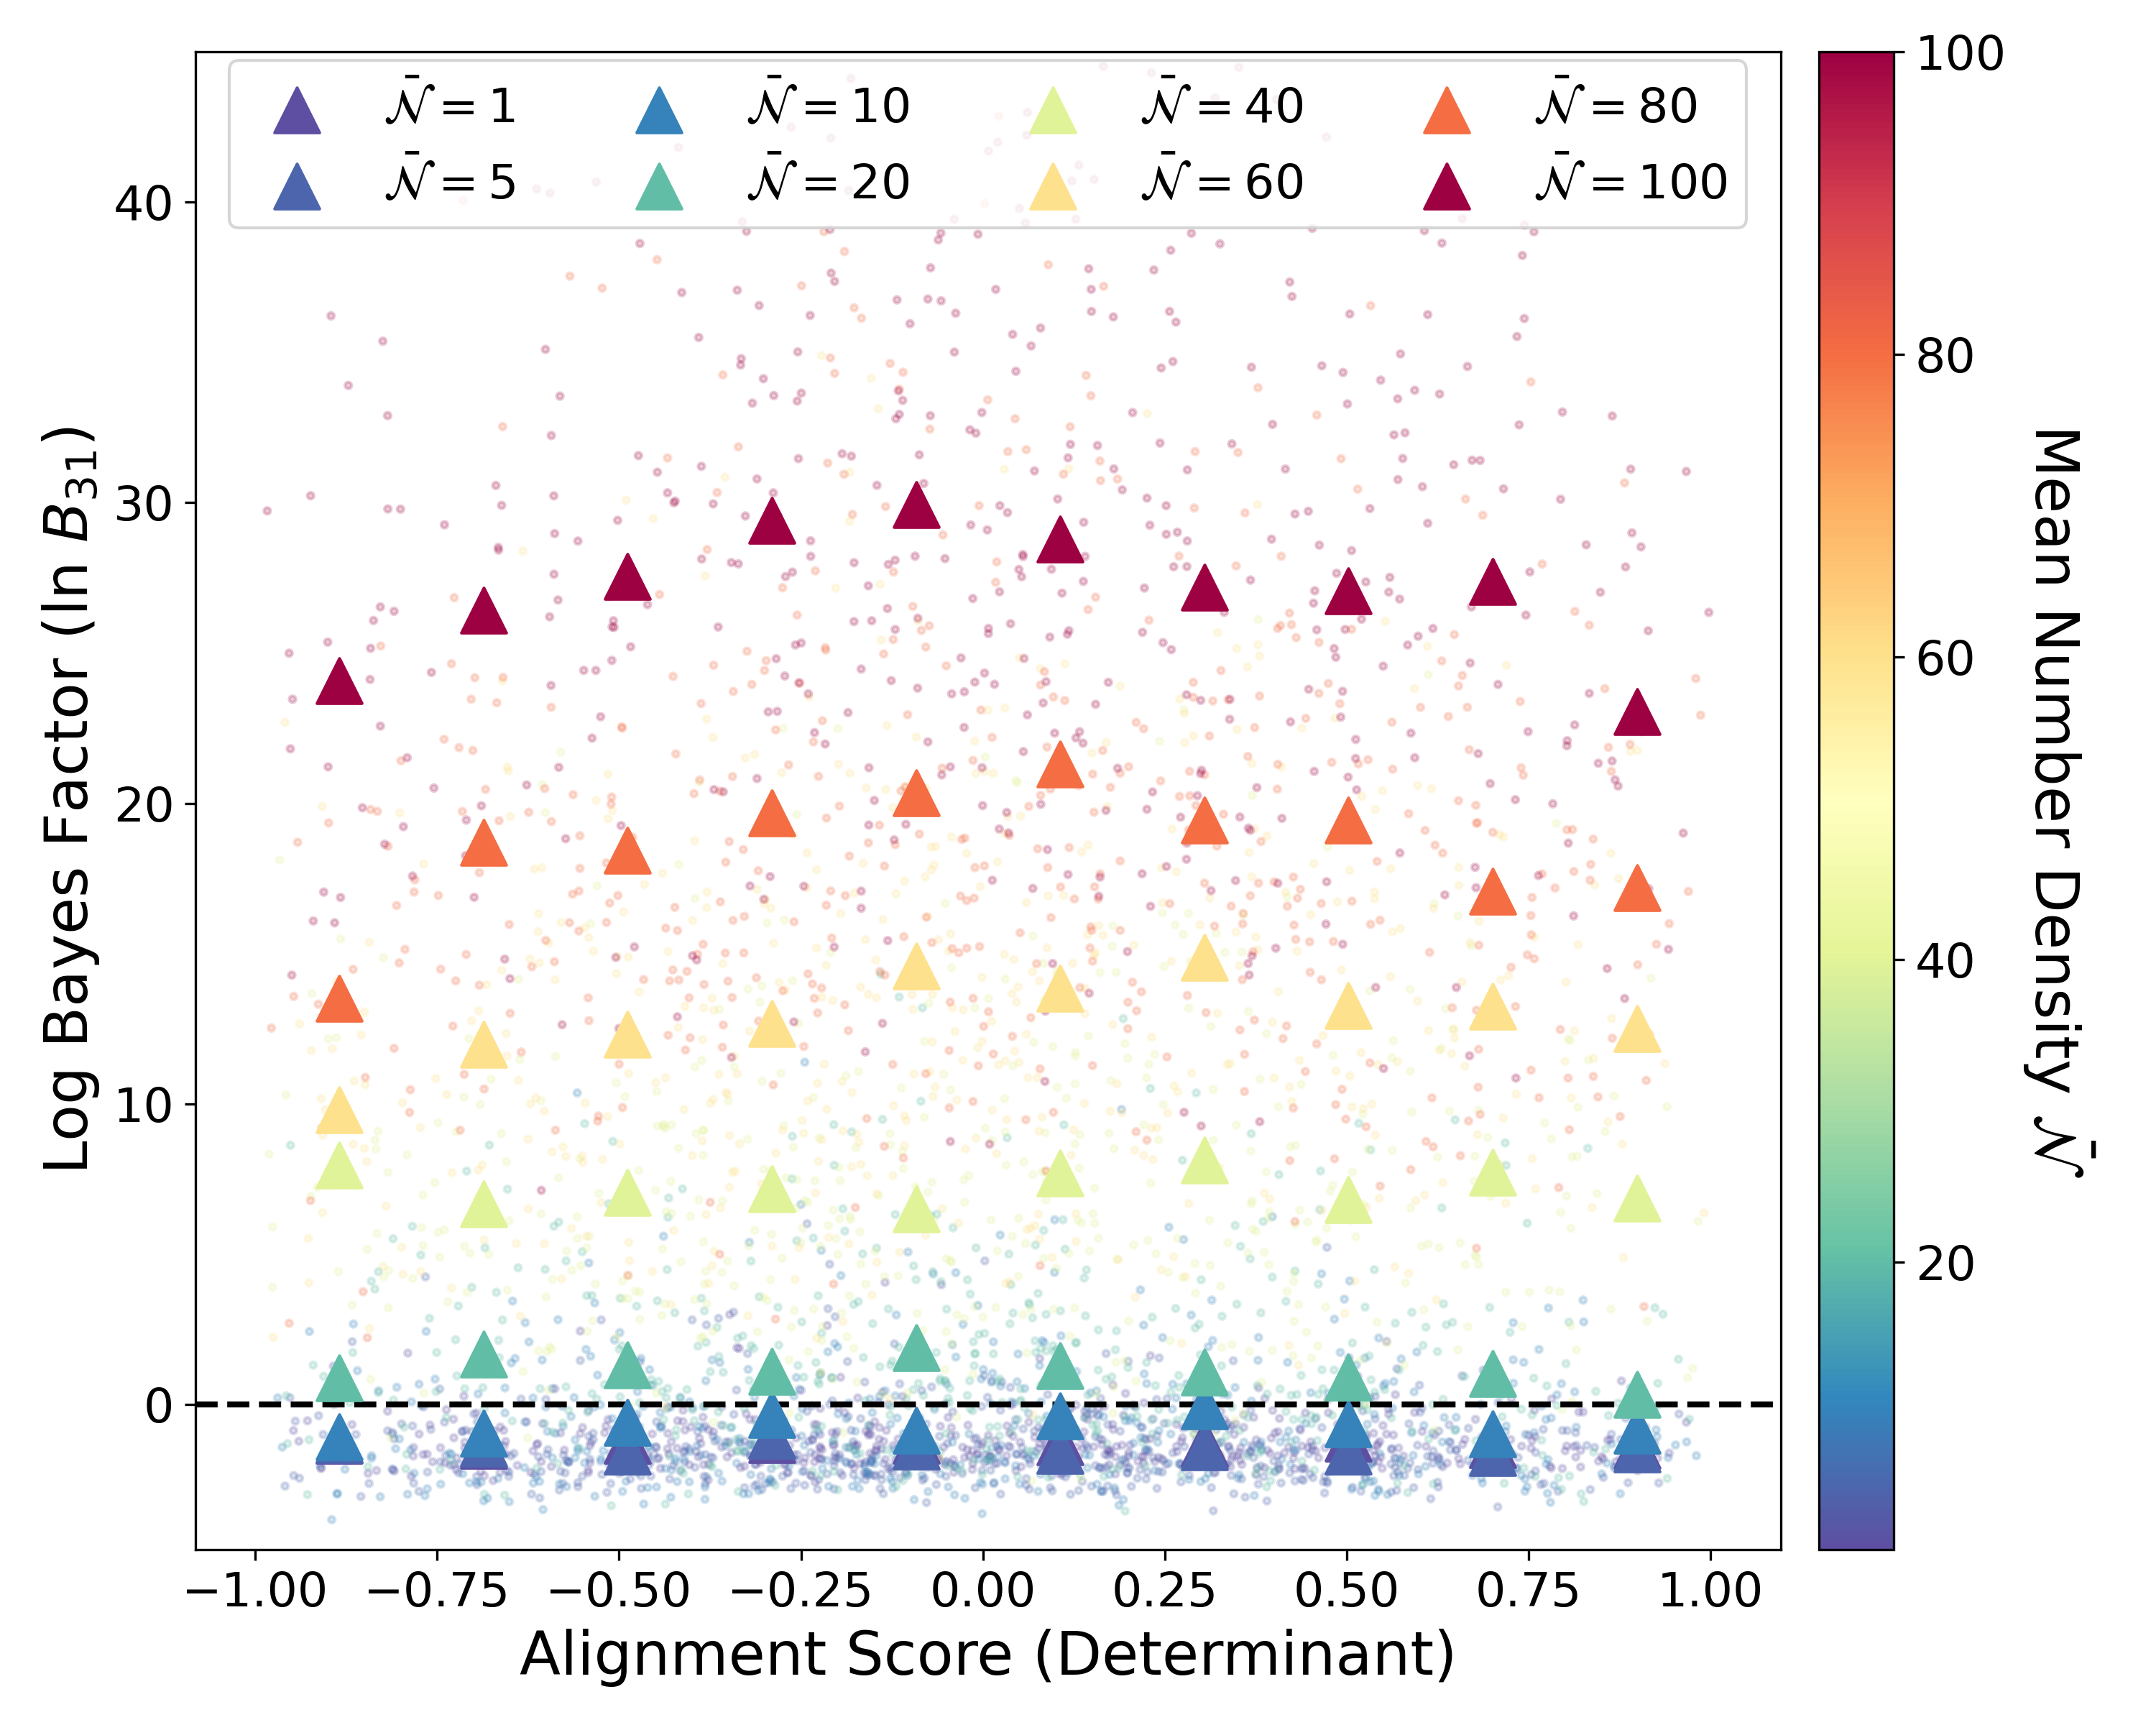 𝒩̄ = 1 𝒩̄ = 10 𝒩̄ = 40 𝒩̄ = 80
𝒩̄ = 5 𝒩̄ = 20 𝒩̄ = 60 𝒩̄ = 100
Log Bayes Factor (ln B₃₁)
40
30
20
10
0
−1.00 −0.75 −0.50 −0.25 0.00 0.25 0.50 0.75 1.00
Alignment Score (Determinant)
100
80
60
40
20
Mean Number Density 𝒩̄